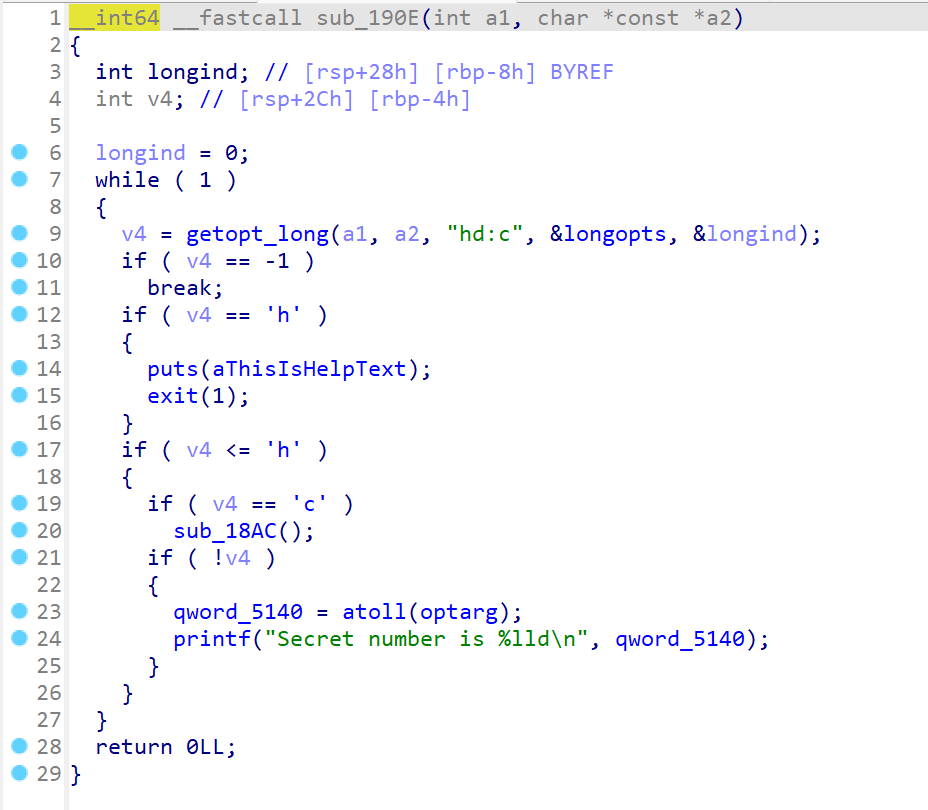 1 __int64 __fastcall sub_190E(int a1, char *const *a2)
2 {
3   int longind; // [rsp+28h] [rbp-8h] BYREF
4   int v4; // [rsp+2Ch] [rbp-4h]
5
6   longind = 0;
7   while ( 1 )
8   {
9     v4 = getopt_long(a1, a2, "hd:c", &longopts, &longind);
10     if ( v4 == -1 )
11       break;
12     if ( v4 == 'h' )
13     {
14       puts(aThisIsHelpText);
15       exit(1);
16     }
17     if ( v4 <= 'h' )
18     {
19       if ( v4 == 'c' )
20         sub_18AC();
21       if ( !v4 )
22       {
23         qword_5140 = atoll(optarg);
24         printf("Secret number is %lld\n", qword_5140);
25       }
26     }
27   }
28   return 0LL;
29 }